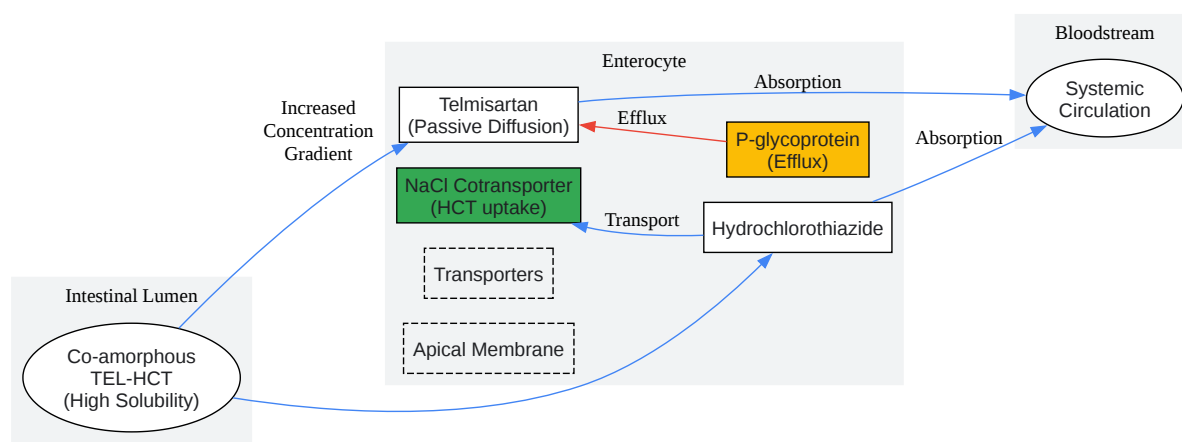 Bloodstream
Enterocyte
Absorption
Systemic
Circulation
Increased
Concentration
Gradient
Telmisartan
(Passive Diffusion)
Efflux
P-glycoprotein
(Efflux)
Absorption
NaCl Cotransporter
(HCT uptake)
Transport
Hydrochlorothiazide
Transporters
Intestinal Lumen
Apical Membrane
Co-amorphous
TEL-HCT
(High Solubility)